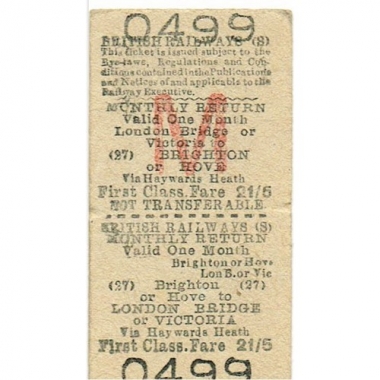 0499
BRITISH RAILWAYS (S)
This ticket is issued subject to the
Bye-laws, Regulations and Con-
ditions contained in the Publications
and Notices of and applicable to the
Railway Executive.
M
MONTHLY RETURN
Valid One Month
London Bridge or
Victoria to
(27) BRIGHTON
or HOVE
Via Haywards Heath
First Class. Fare 21/5
NOT TRANSFERABLE
BRITISH RAILWAYS (S)
MONTHLY RETURN
Valid One Month
Brighton or Hove
Lon B. or Vic
(27) Brighton (27)
or Hove to
LONDON BRIDGE
or VICTORIA
Via Haywards Heath
First Class. Fare 21/5
0499